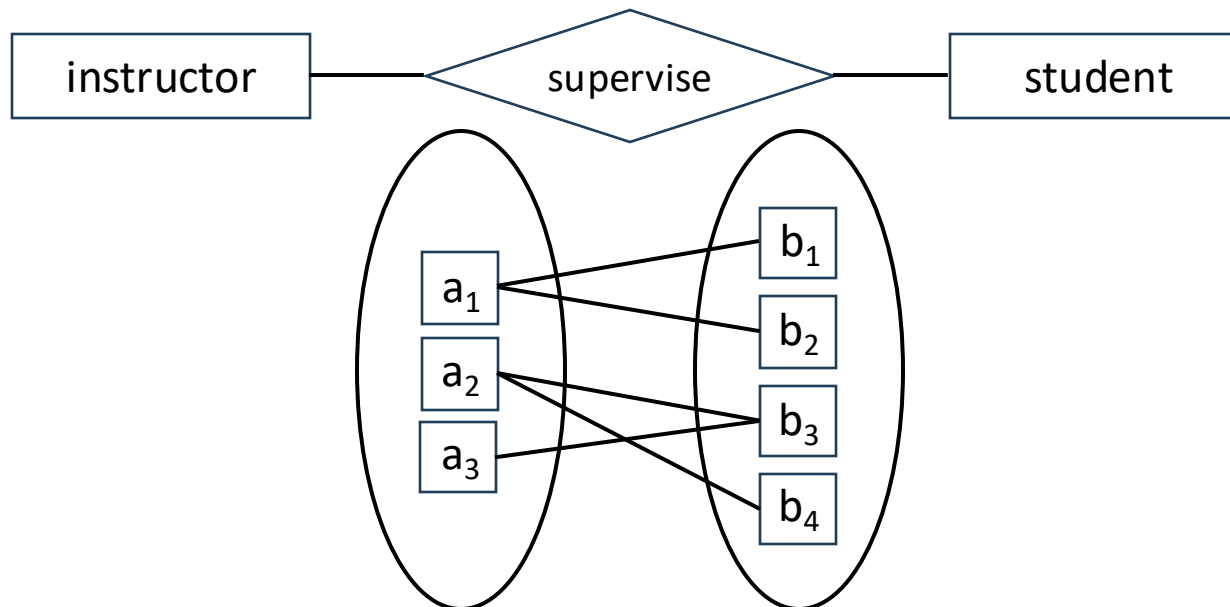 instructor
supervise
student
a₁
a₂
a₃
b₁
b₂
b₃
b₄